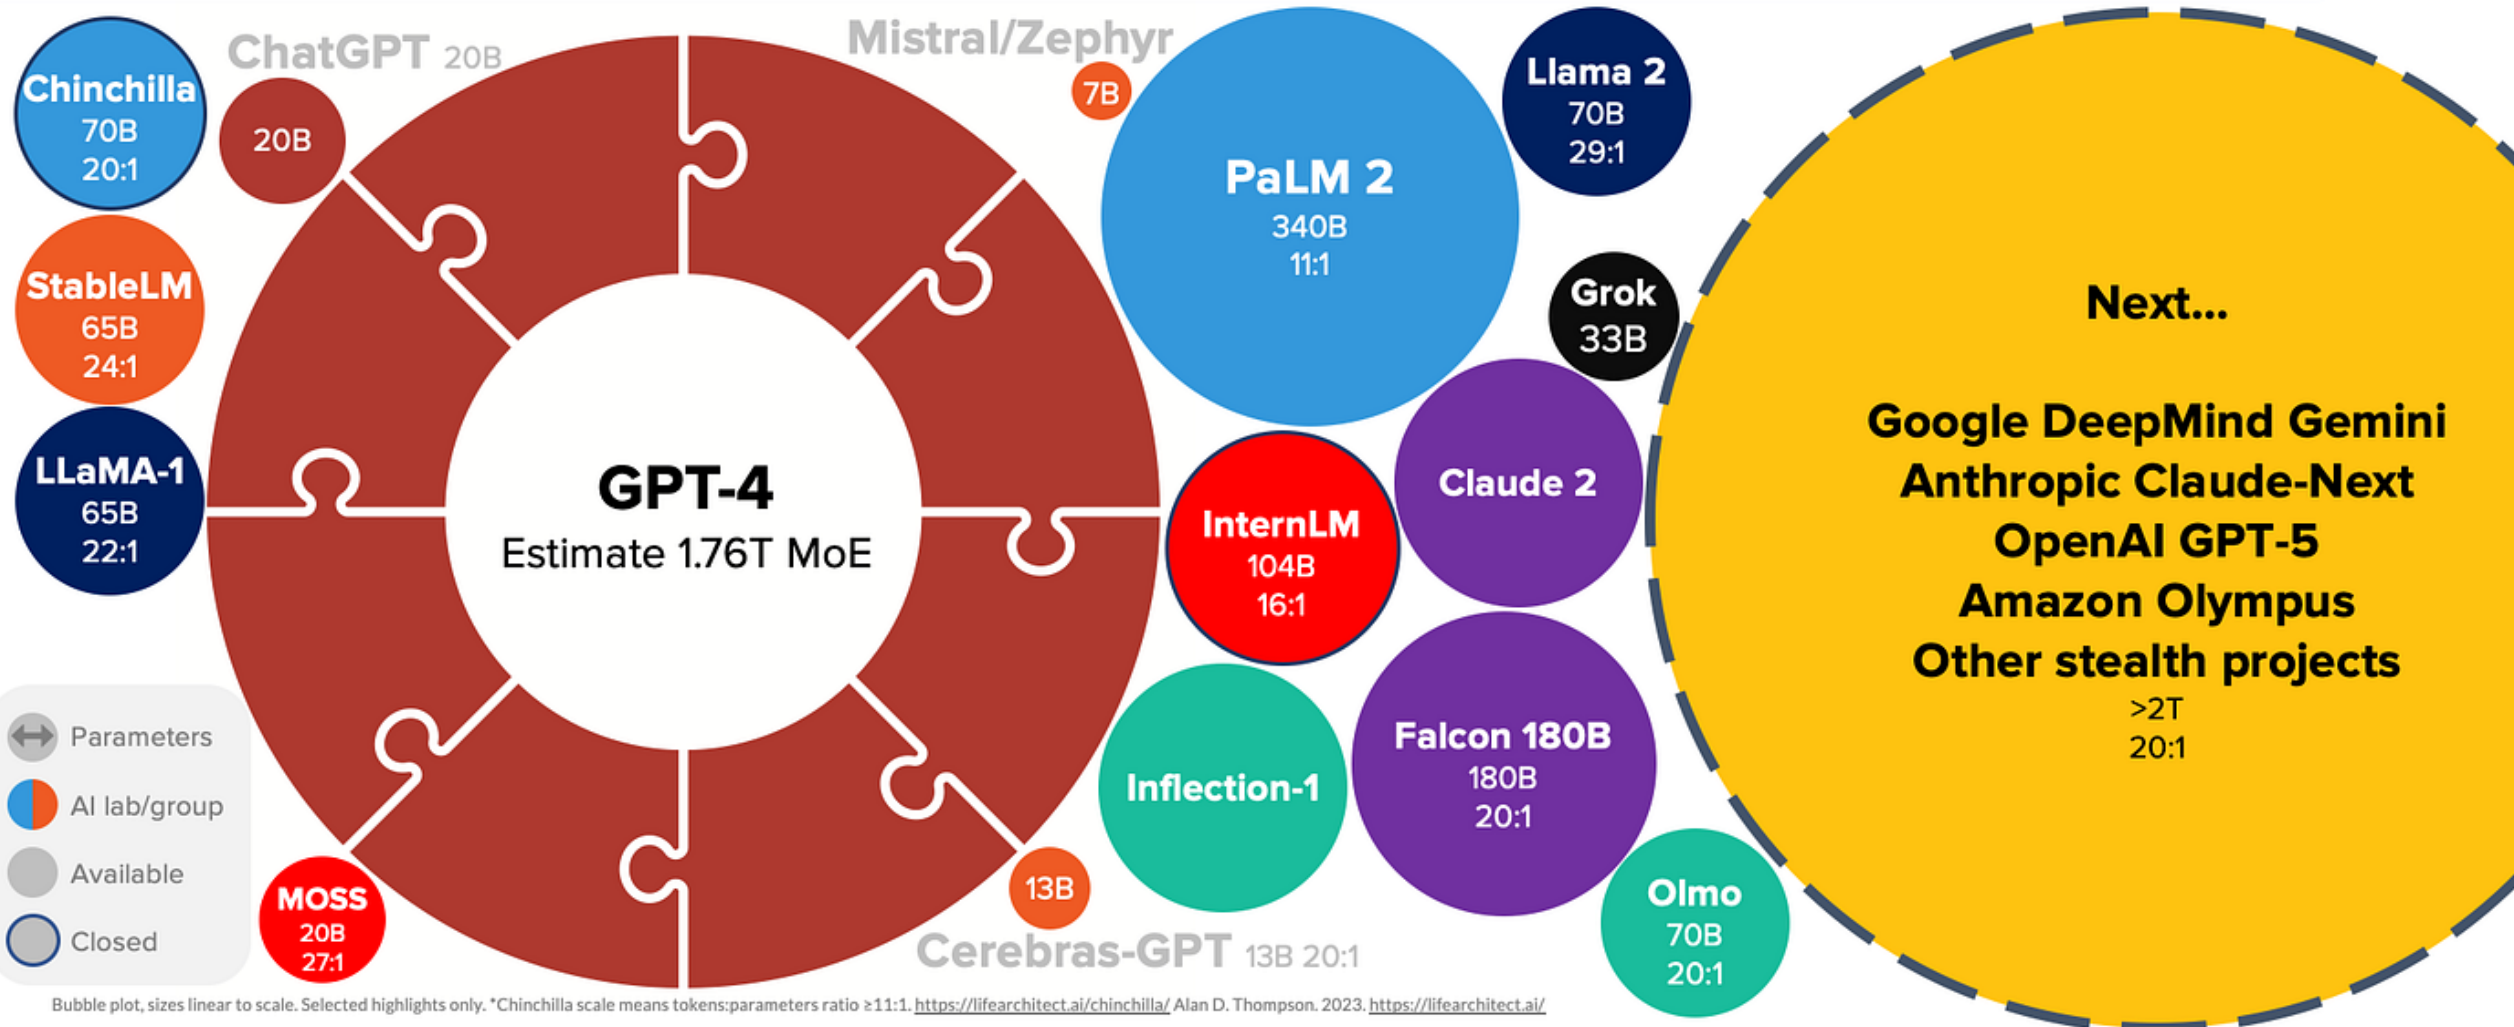 Chinchilla
70B
20:1
ChatGPT 20B
20B
StableLM
65B
24:1
LLaMA-1
65B
22:1
GPT-4
Estimate 1.76T MoE
Mistral/Zephyr
7B
PaLM 2
340B
11:1
Llama 2
70B
29:1
Grok
33B
Claude 2
InternLM
104B
16:1
Inflection-1
Falcon 180B
180B
20:1
Olmo
70B
20:1
Next...
Google DeepMind Gemini
Anthropic Claude-Next
OpenAI GPT-5
Amazon Olympus
Other stealth projects
>2T
20:1
Parameters
AI lab/group
Available
Closed
MOSS
20B
27:1
13B
Cerebras-GPT 13B 20:1
Bubble plot, sizes linear to scale. Selected highlights only. *Chinchilla scale means tokens:parameters ratio ≥11:1. https://lifearchitect.ai/chinchilla/ Alan D. Thompson. 2023. https://lifearchitect.ai/